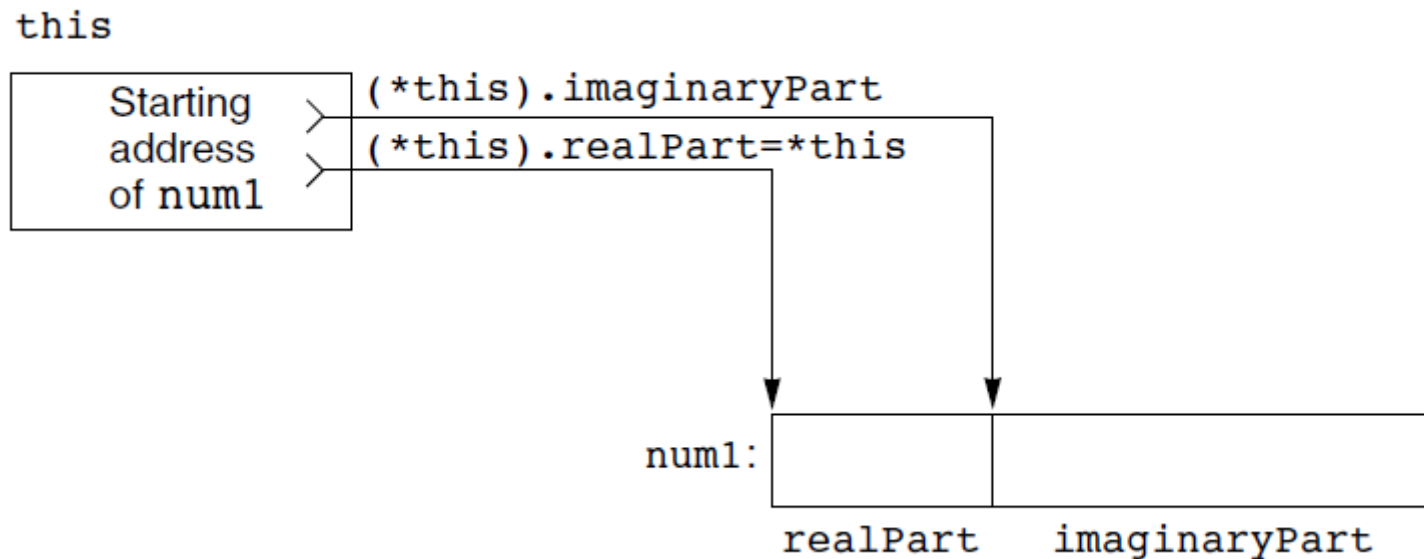 this
Starting
address
of num1
(*this).imaginaryPart
(*this).realPart=*this
num1:
realPart imaginaryPart